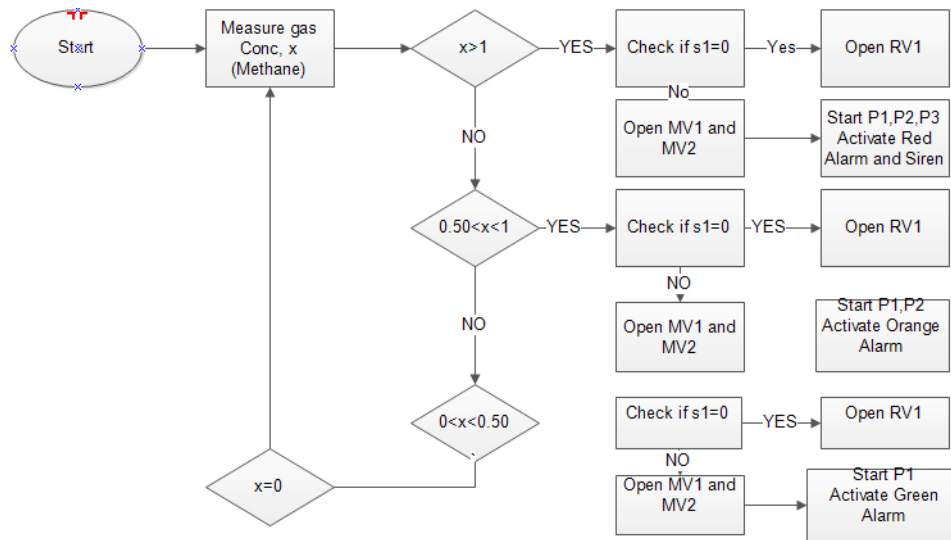 Start
Measure gas
Conc, x
(Methane)
x>1
YES
Check if s1=0
Yes
Open RV1
No
Open MV1 and
MV2
Start P1,P2,P3
Activate Red
Alarm and Siren
NO
0.50<x<1
YES
Check if s1=0
YES
Open RV1
NO
Open MV1 and
MV2
Start P1,P2
Activate Orange
Alarm
NO
0<x<0.50
Check if s1=0
YES
Open RV1
NO
Open MV1 and
MV2
Start P1
Activate Green
Alarm
x=0